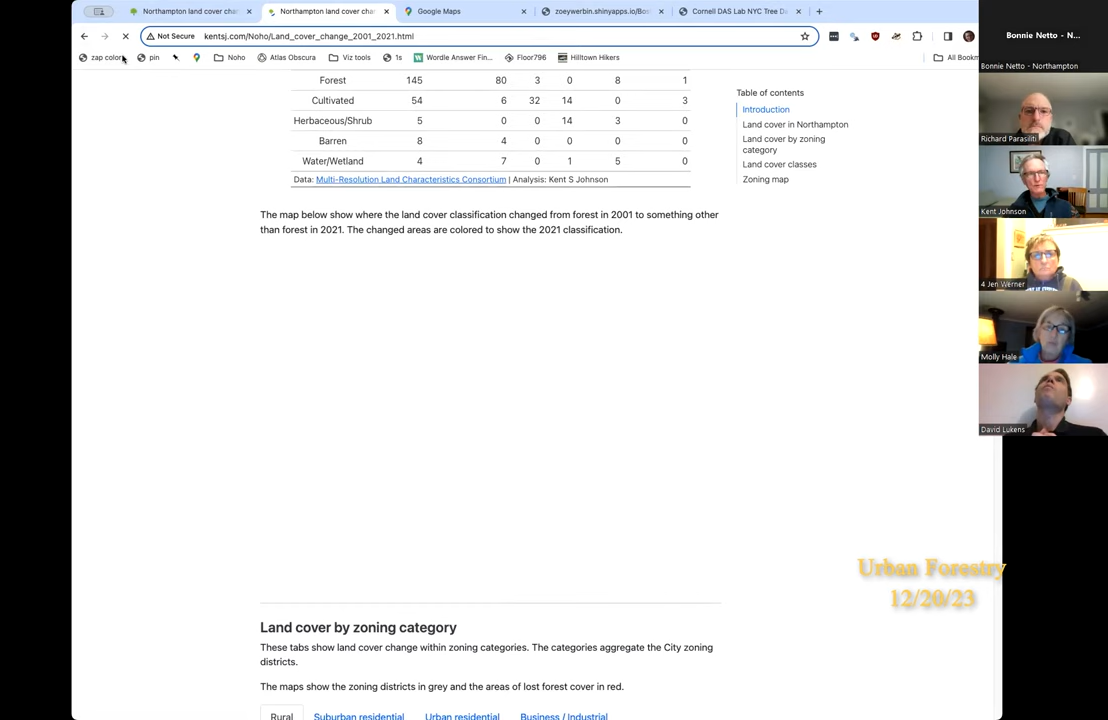 Northampton land cover cha
Northampton land cover cha
Google Maps
zoeywerbin.shinyapps.io/Bos
Cornell DAS Lab NYC Tree Da
Not Secure
kentsj.com/Noho/Land_cover_change_2001_2021.html
zap colors
pin
Noho
Atlas Obscura
Viz tools
1s
Wordle Answer Fin...
Floor796
Hilltown Hikers
All Bookm
Forest 145 80 3 0 8 1
Cultivated 54 6 32 14 0 3
Herbaceous/Shrub 5 0 0 14 3 0
Barren 8 4 0 0 0 0
Water/Wetland 4 7 0 1 5 0
Data: Multi-Resolution Land Characteristics Consortium | Analysis: Kent S Johnson
The map below show where the land cover classification changed from forest in 2001 to something other
than forest in 2021. The changed areas are colored to show the 2021 classification.
Table of contents
Introduction
Land cover in Northampton
Land cover by zoning
category
Land cover classes
Zoning map
Land cover by zoning category
These tabs show land cover change within zoning categories. The categories aggregate the City zoning
districts.
The maps show the zoning districts in grey and the areas of lost forest cover in red.
Rural
Suburban residential
Urban residential
Business / Industrial
Bonnie Netto - N...
Bonnie Netto - Northampton
Richard Parasiliti
Kent Johnson
4 Jen Werner
Molly Hale
David Lukens
Urban Forestry
12/20/23